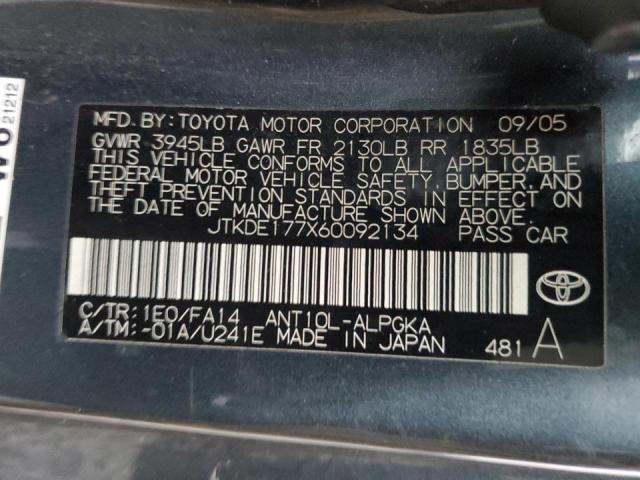 MFD.BY:TOYOTA MOTOR CORPORATION 09/05
GVWR 3945LB GAWR FR 2130LB RR 1835LB
THIS VEHICLE CONFORMS TO ALL APPLICABLE
FEDERAL MOTOR VEHICLE SAFETY,BUMPER,AND
THEFT PREVENTION STANDARDS IN EFFECT ON
THE DATE OF MANUFACTURE SHOWN ABOVE.
JTKDE177X60092134 PASS CAR
C/TR:1E0/FA14 ANT10L-ALPGKA
A/TM:-01A/U241E MADE IN JAPAN 481 A
TOYOTA
21212